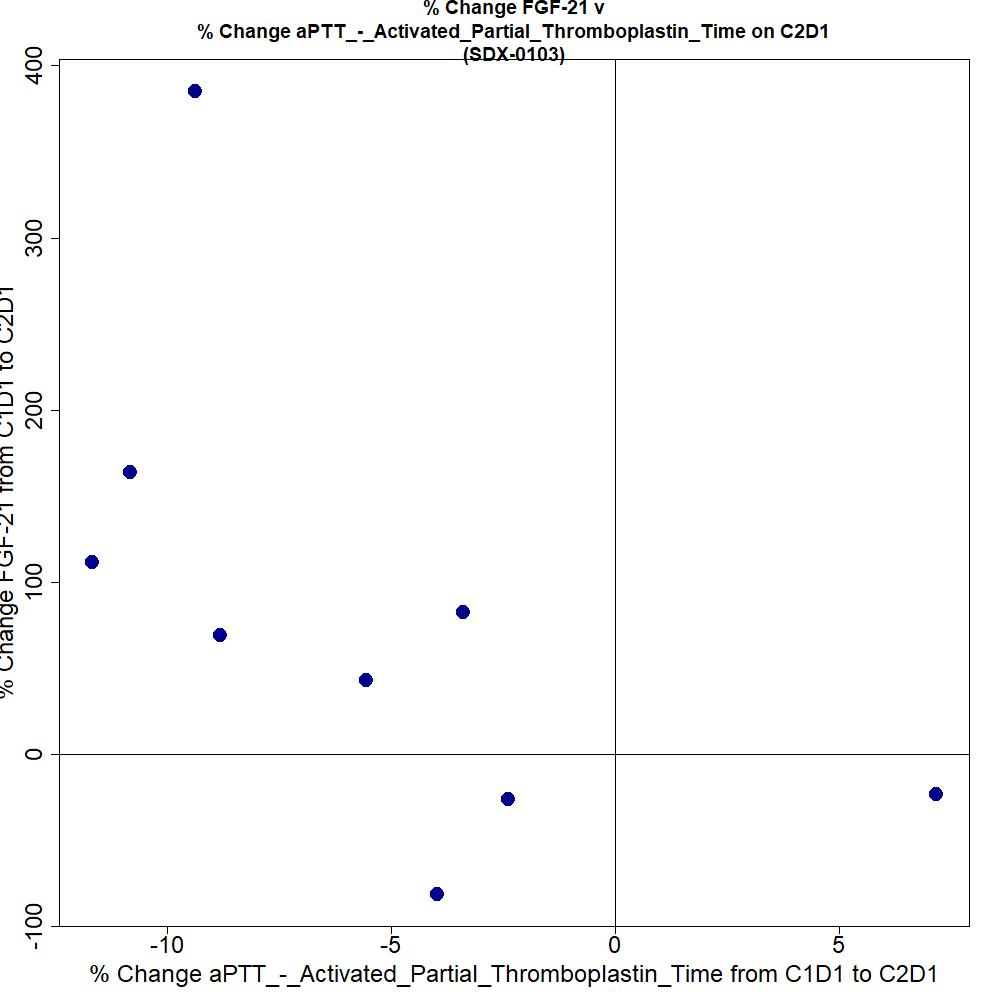 % Change FGF-21 v
% Change aPTT_-_Activated_Partial_Thromboplastin_Time on C2D1
(SDX-0103)
% Change FGF-21 from C1D1 to C2D1
400
300
200
100
0
-100
-10
-5
0
5
% Change aPTT_-_Activated_Partial_Thromboplastin_Time from C1D1 to C2D1